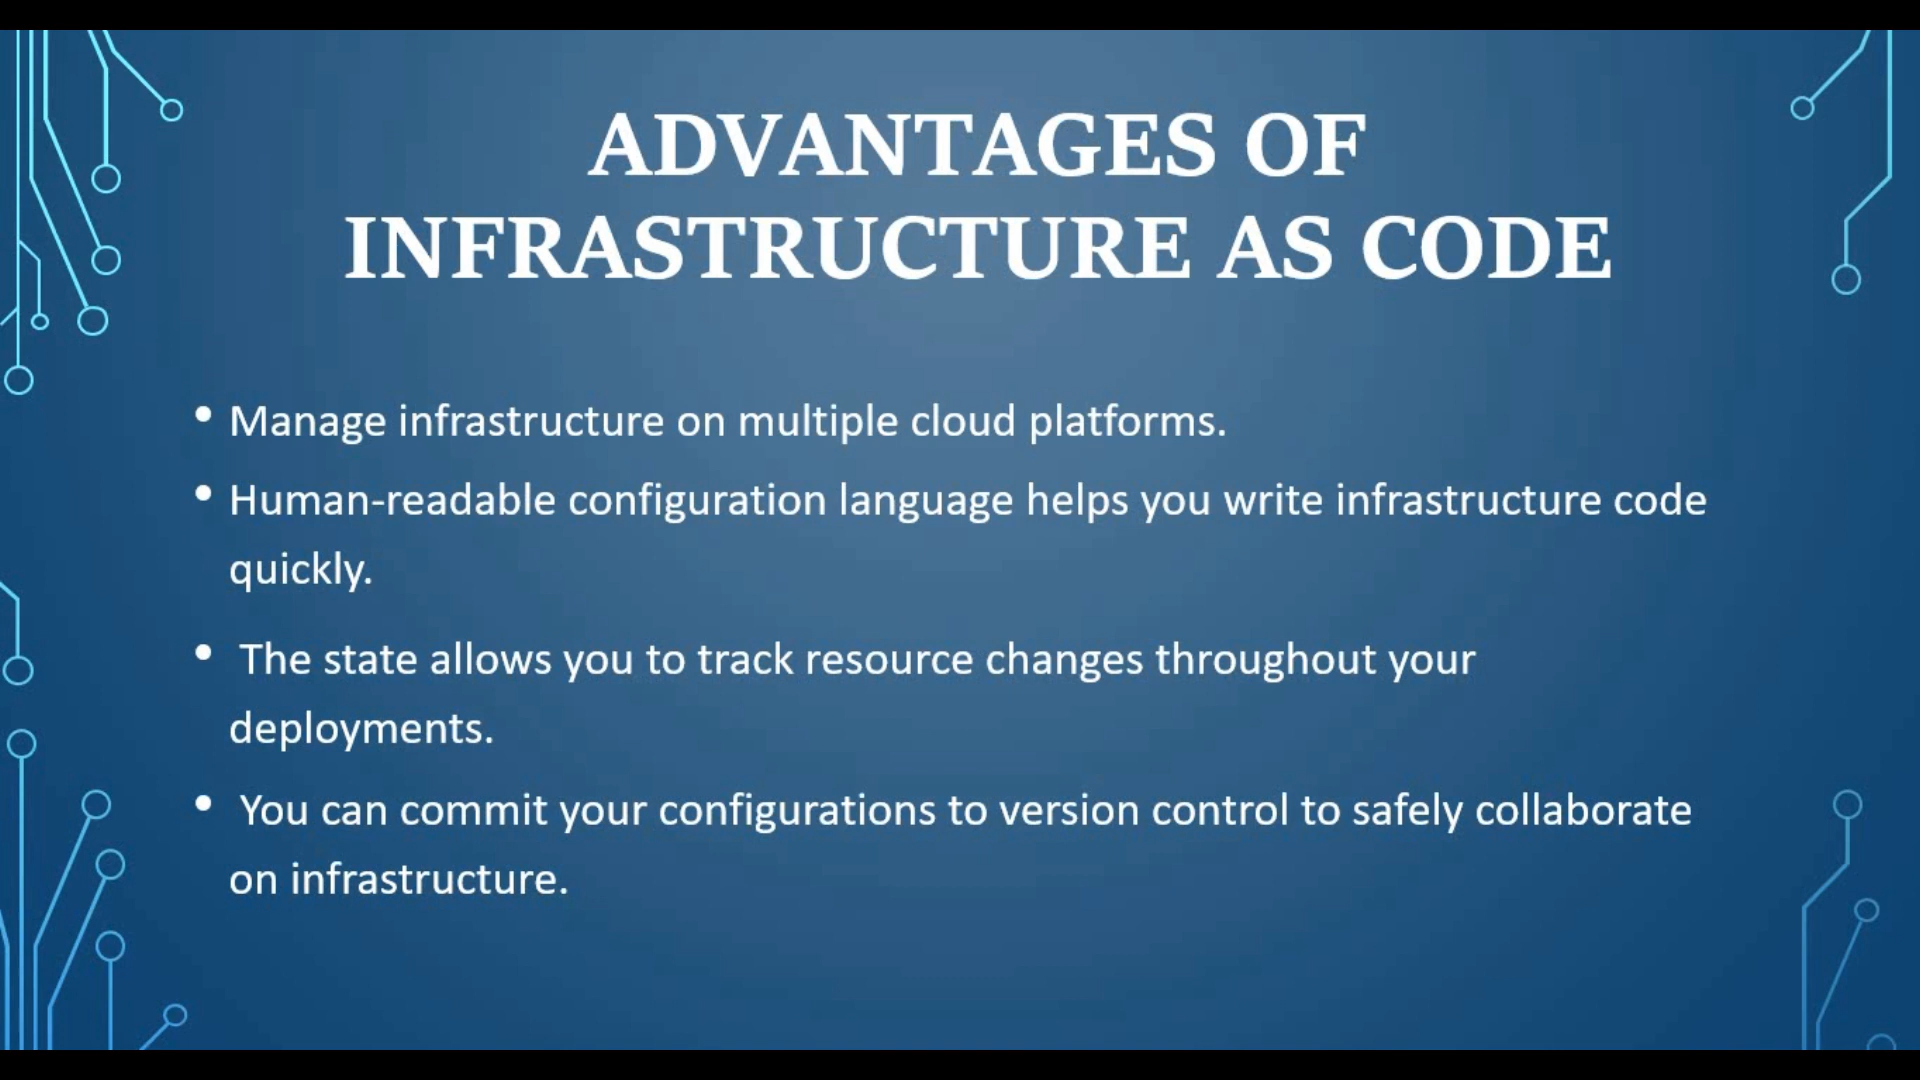 ADVANTAGES OF
INFRASTRUCTURE AS CODE
• Manage infrastructure on multiple cloud platforms.
• Human-readable configuration language helps you write infrastructure code
quickly.
• The state allows you to track resource changes throughout your
deployments.
• You can commit your configurations to version control to safely collaborate
on infrastructure.